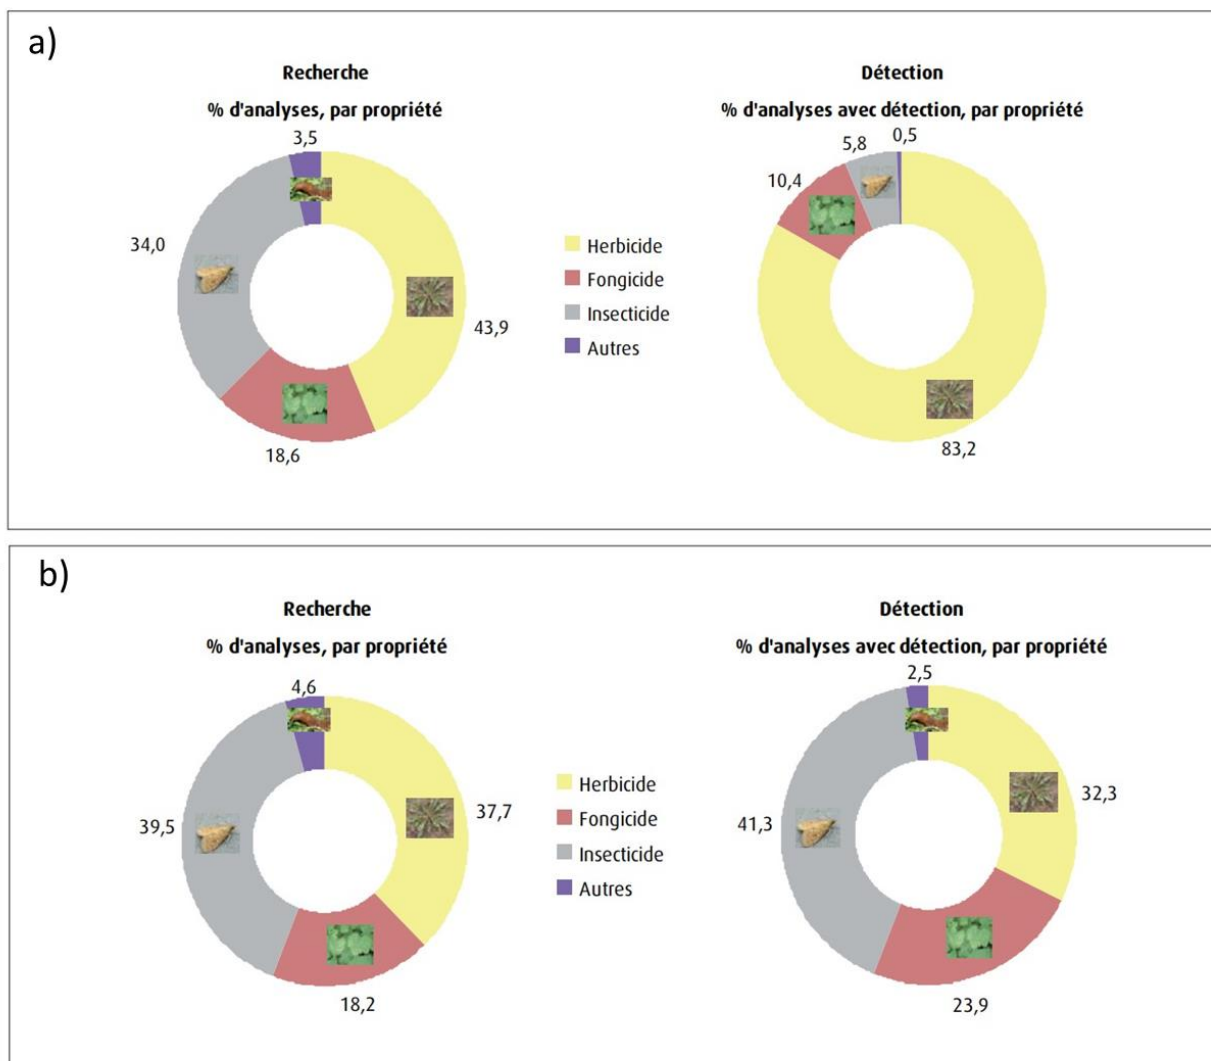 a)
Recherche
% d'analyses, par propriété
3,5
34,0
43,9
18,6
Herbicide
Fongicide
Insecticide
Autres
Détection
% d'analyses avec détection, par propriété
0,5
5,8
10,4
83,2
b)
Recherche
% d'analyses, par propriété
4,6
39,5
37,7
18,2
Herbicide
Fongicide
Insecticide
Autres
Détection
% d'analyses avec détection, par propriété
2,5
32,3
41,3
23,9